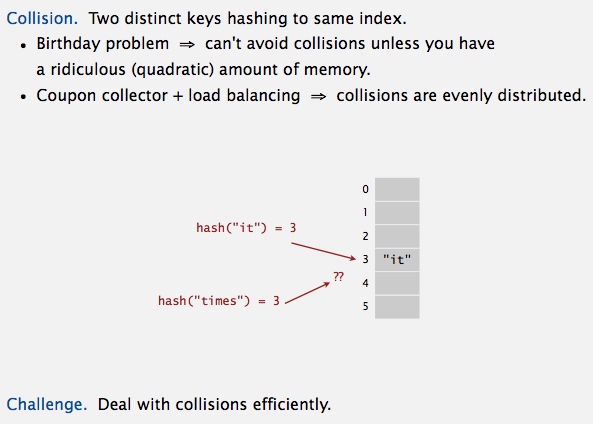 Collision. Two distinct keys hashing to same index.
• Birthday problem ⇒ can't avoid collisions unless you have
a ridiculous (quadratic) amount of memory.
• Coupon collector + load balancing ⇒ collisions are evenly distributed.
0
1
hash("it") = 3
2
3 "it"
??
4
hash("times") = 3
5
Challenge. Deal with collisions efficiently.